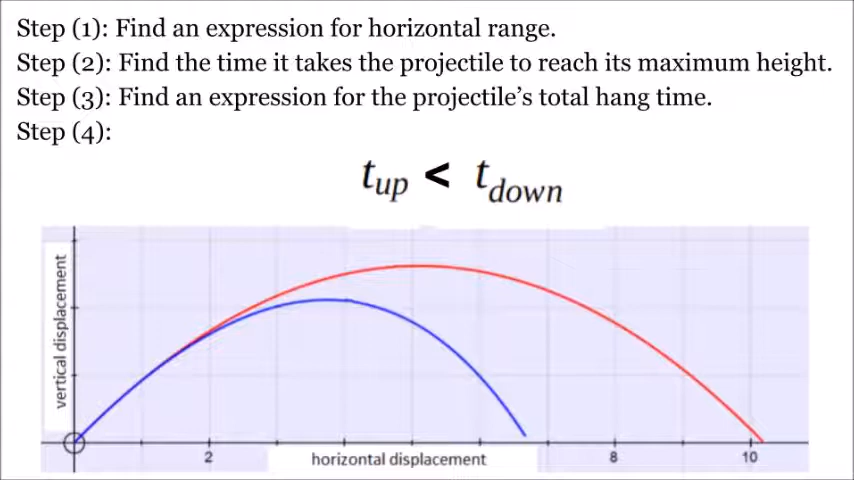 Step (1): Find an expression for horizontal range.
Step (2): Find the time it takes the projectile to reach its maximum height.
Step (3): Find an expression for the projectile’s total hang time.
Step (4):
t_up < t_down
vertical displacement
2
horizontal displacement
8
10